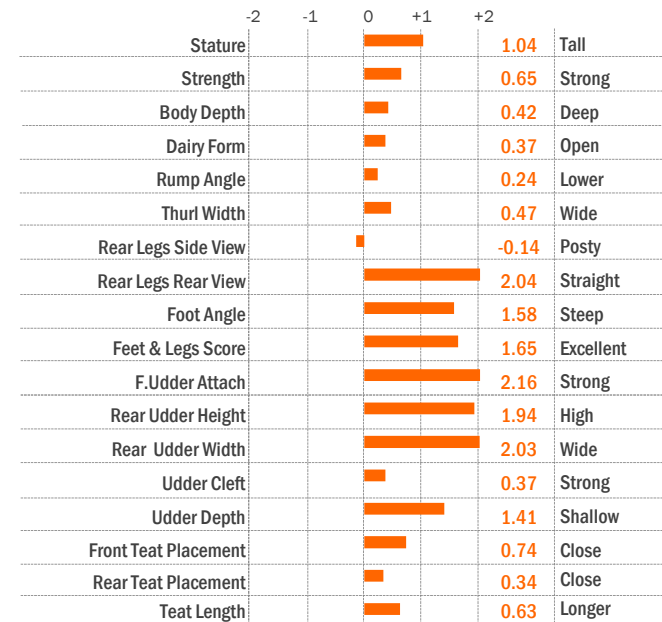 -2 -1 0 +1 +2
Stature 1.04 Tall
Strength 0.65 Strong
Body Depth 0.42 Deep
Dairy Form 0.37 Open
Rump Angle 0.24 Lower
Thurl Width 0.47 Wide
Rear Legs Side View -0.14 Posty
Rear Legs Rear View 2.04 Straight
Foot Angle 1.58 Steep
Feet & Legs Score 1.65 Excellent
F.Udder Attach 2.16 Strong
Rear Udder Height 1.94 High
Rear Udder Width 2.03 Wide
Udder Cleft 0.37 Strong
Udder Depth 1.41 Shallow
Front Teat Placement 0.74 Close
Rear Teat Placement 0.34 Close
Teat Length 0.63 Longer